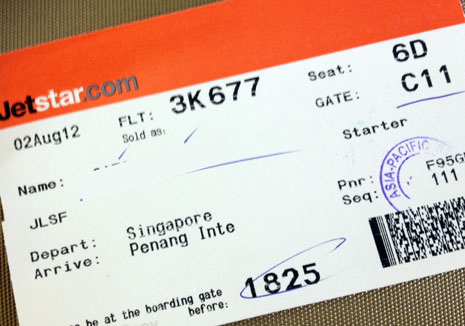 Jetstar.com
02Aug12 FLT: 3K677 Seat: 6D
Sold as: GATE: C11
Starter
Name:
JLSF Pnr: F95G
Seq: 111
Depart: Singapore
Arrive: Penang Inte
be at the boarding gate
before: 1825
ASIA-PACIFIC